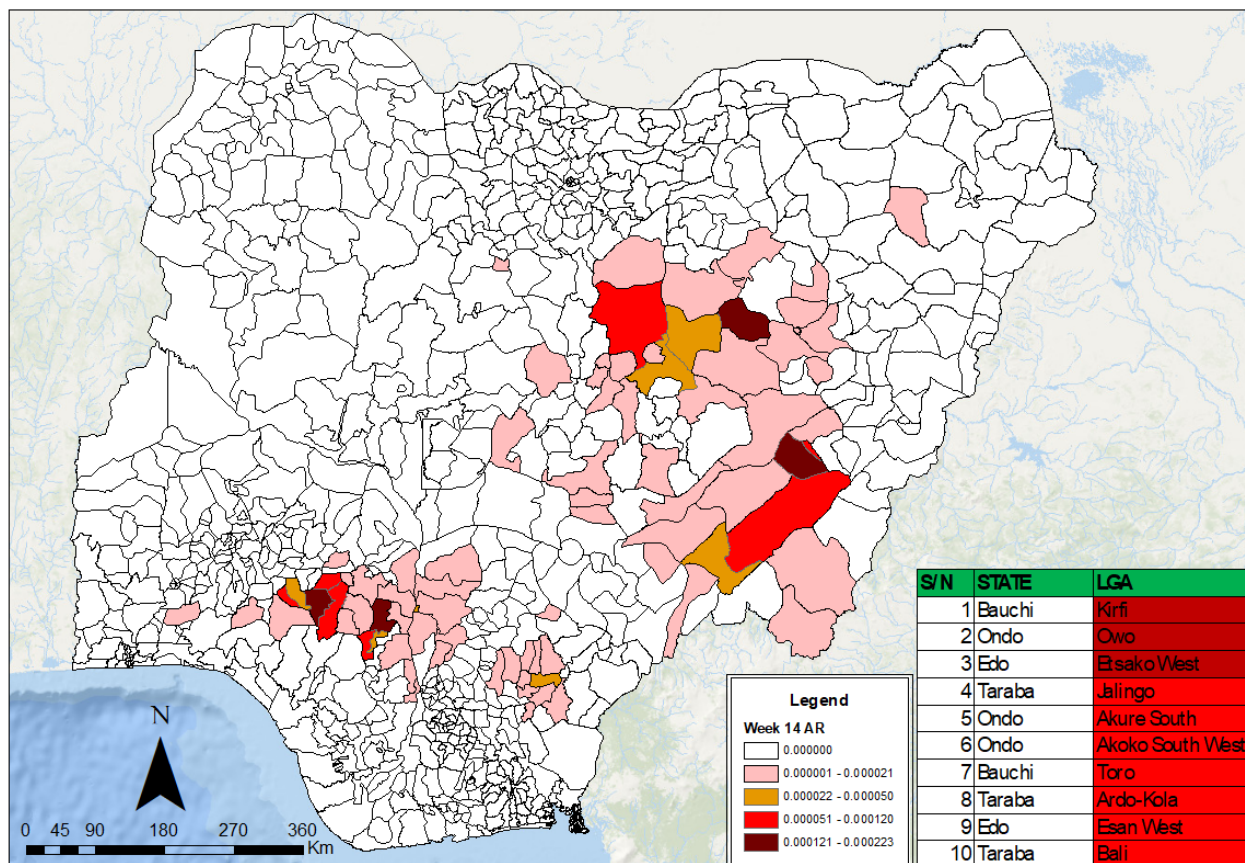 S/N STATE LGA
1 Bauchi Kirfi
2 Ondo Owo
3 Edo Etsako West
4 Taraba Jalingo
5 Ondo Akure South
6 Ondo Akoko South West
7 Bauchi Toro
8 Taraba Ardo-Kola
9 Edo Esan West
10 Taraba Bali
Legend
Week 14 AR
0.000000
0.000001 - 0.000021
0.000022 - 0.000050
0.000051 - 0.000120
0.000121 - 0.000223
N
0 45 90 180 270 360
Km